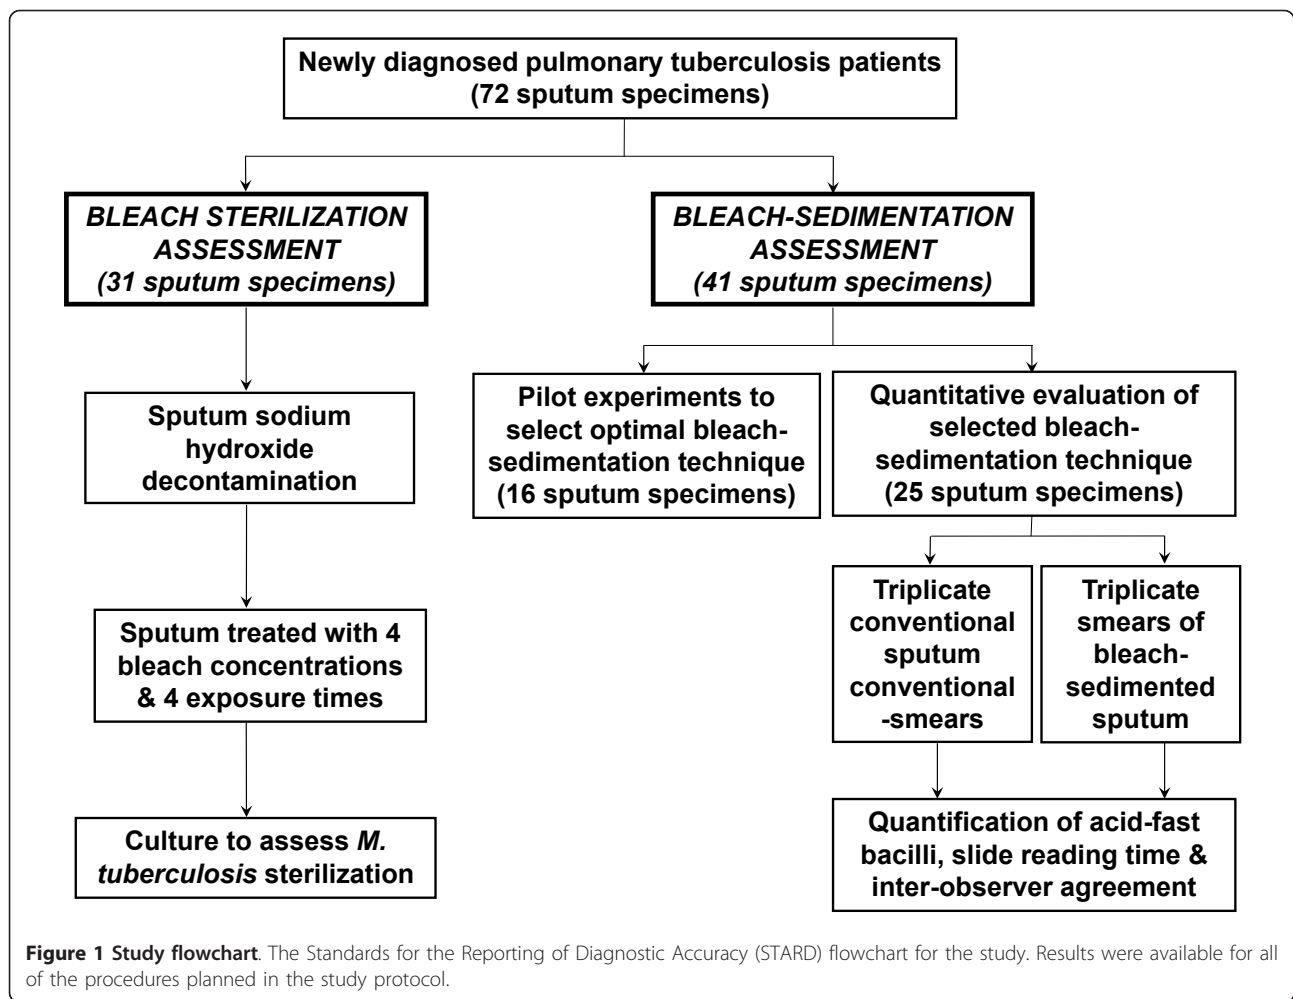 Newly diagnosed pulmonary tuberculosis patients
(72 sputum specimens)
BLEACH STERILIZATION
ASSESSMENT
(31 sputum specimens)
BLEACH-SEDIMENTATION
ASSESSMENT
(41 sputum specimens)
Sputum sodium
hydroxide
decontamination
Pilot experiments to
select optimal bleach-
sedimentation technique
(16 sputum specimens)
Quantitative evaluation of
selected bleach-
sedimentation technique
(25 sputum specimens)
Sputum treated with 4
bleach concentrations
& 4 exposure times
Triplicate
conventional
sputum
conventional
-smears
Triplicate
smears of
bleach-
sedimented
sputum
Culture to assess M.
tuberculosis sterilization
Quantification of acid-fast
bacilli, slide reading time &
inter-observer agreement
Figure 1 Study flowchart. The Standards for the Reporting of Diagnostic Accuracy (STARD) flowchart for the study. Results were available for all
of the procedures planned in the study protocol.